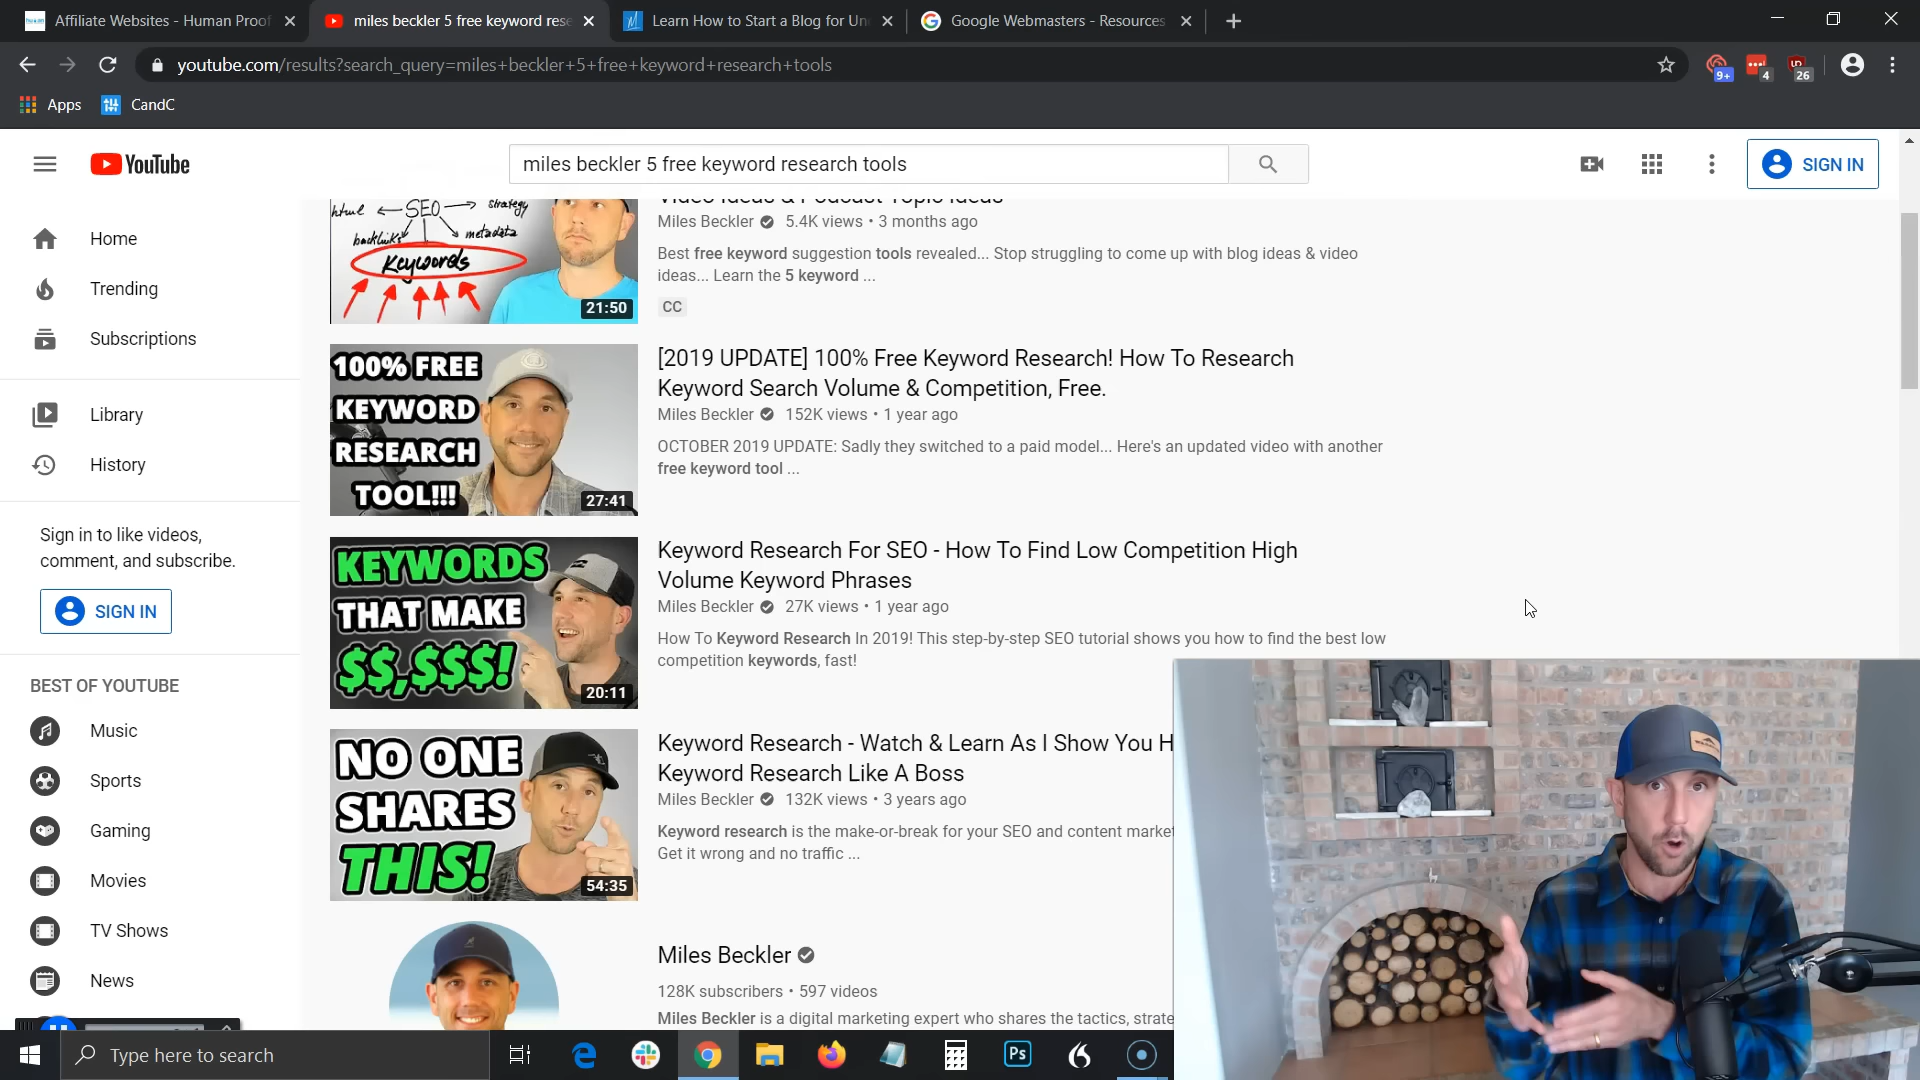 Affiliate Websites - Human Proof
miles beckler 5 free keyword rese
Learn How to Start a Blog for Un
Google Webmasters - Resources
youtube.com/results?search_query=miles+beckler+5+free+keyword+research+tools
9+
4
26
Apps
CandC
YouTube
miles beckler 5 free keyword research tools
SIGN IN
Home
Trending
Subscriptions
Library
History
Sign in to like videos,
comment, and subscribe.
SIGN IN
BEST OF YOUTUBE
Music
Sports
Gaming
Movies
TV Shows
News
html
SEO
strategy
backlinks
metadata
Keywords
21:50
Video Ideas & Podcast Topic Ideas
Miles Beckler 5.4K views • 3 months ago
Best free keyword suggestion tools revealed... Stop struggling to come up with blog ideas & video
ideas... Learn the 5 keyword ...
CC
100% FREE
KEYWORD
RESEARCH
TOOL!!!
27:41
[2019 UPDATE] 100% Free Keyword Research! How To Research
Keyword Search Volume & Competition, Free.
Miles Beckler 152K views • 1 year ago
OCTOBER 2019 UPDATE: Sadly they switched to a paid model... Here's an updated video with another
free keyword tool ...
KEYWORDS
THAT MAKE
$$,$$$!
20:11
Keyword Research For SEO - How To Find Low Competition High
Volume Keyword Phrases
Miles Beckler 27K views • 1 year ago
How To Keyword Research In 2019! This step-by-step SEO tutorial shows you how to find the best low
competition keywords, fast!
NO ONE
SHARES
THIS!
54:35
Keyword Research - Watch & Learn As I Show You H
Keyword Research Like A Boss
Miles Beckler 132K views • 3 years ago
Keyword research is the make-or-break for your SEO and content market
Get it wrong and no traffic ...
Miles Beckler
128K subscribers • 597 videos
Miles Beckler is a digital marketing expert who shares the tactics, strate
Type here to search
Ps